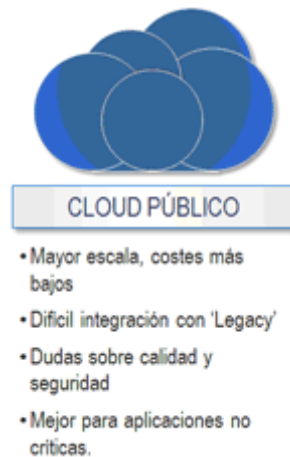 CLOUD PÚBLICO
• Mayor escala, costes más
bajos
• Dificil integración con 'Legacy'
• Dudas sobre calidad y
seguridad
• Mejor para aplicaciones no
críticas.